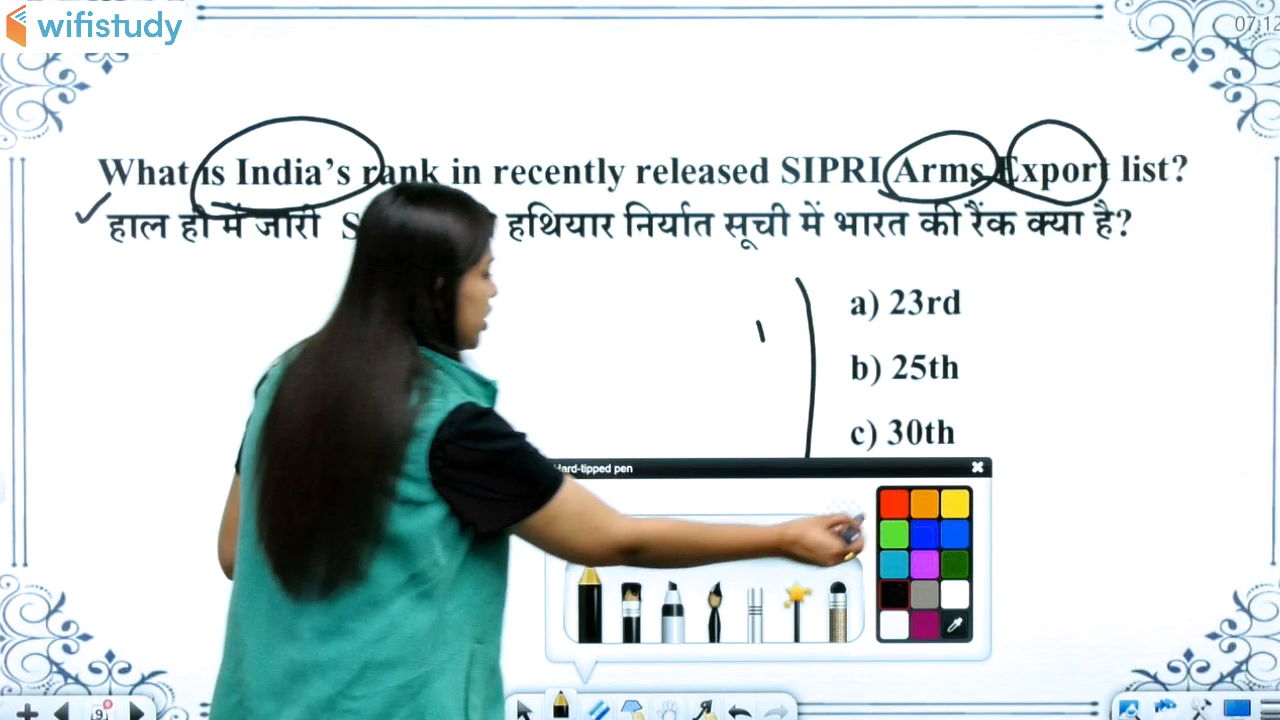 wifistudy
07:12
What is India's rank in recently released SIPRI Arms Export list?
हाल ही में जारी S हथियार निर्यात सूची में भारत की रैंक क्या है?
a) 23rd
b) 25th
c) 30th
Hard-tipped pen
9